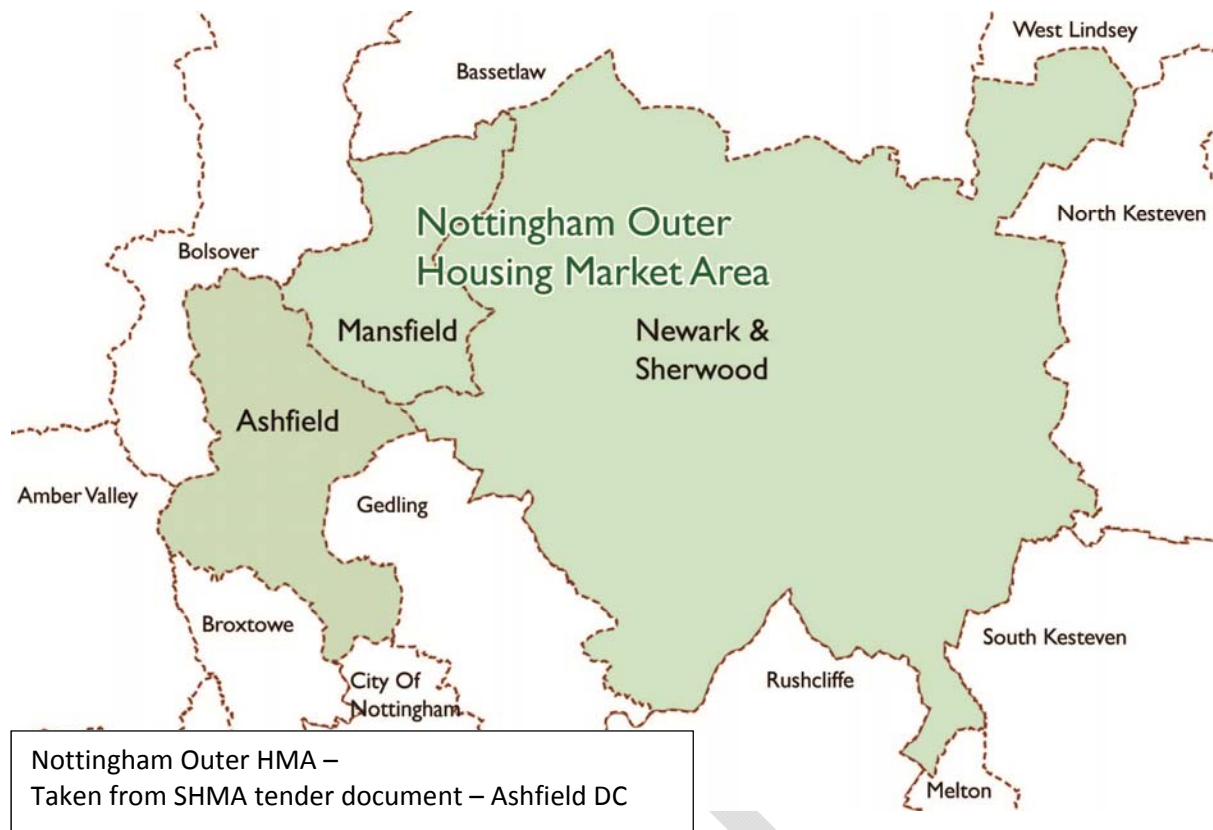 West Lindsey
Bassetlaw
North Kesteven
Nottingham Outer
Housing Market Area
Bolsover
Mansfield
Newark &
Sherwood
Ashfield
Amber Valley
Gedling
Broxtowe
South Kesteven
City Of
Nottingham
Rushcliffe
Melton
Nottingham Outer HMA –
Taken from SHMA tender document – Ashfield DC